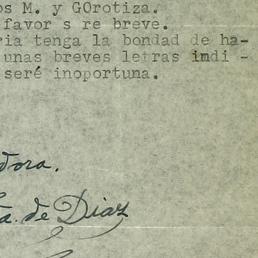 os M. y GOrotiza.
favor s re breve.
ria tenga la bondad de ha-
unas breves letras indi -
seré inoportuna.
dora.
a. de Diaz